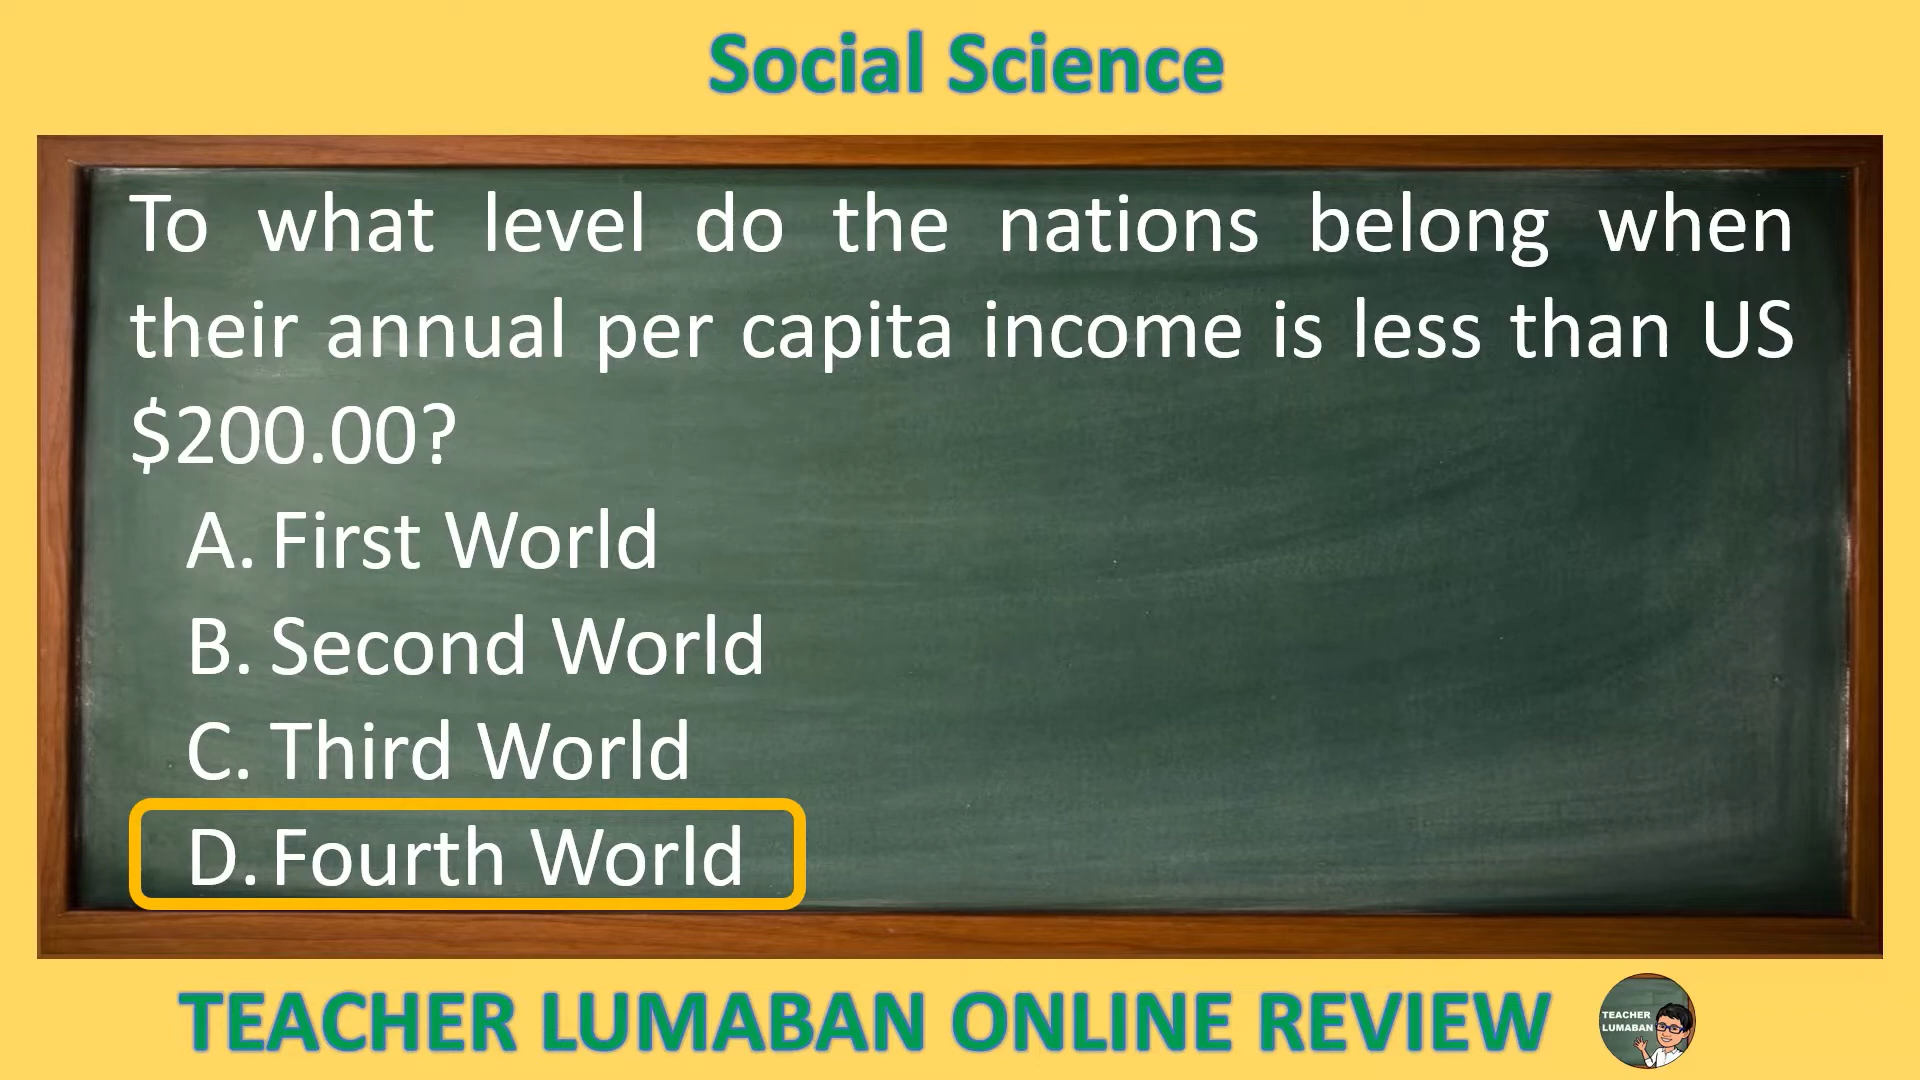 Social Science
To what level do the nations belong when
their annual per capita income is less than US
$200.00?
A. First World
B. Second World
C. Third World
D. Fourth World
TEACHER LUMABAN ONLINE REVIEW
TEACHER
LUMABAN